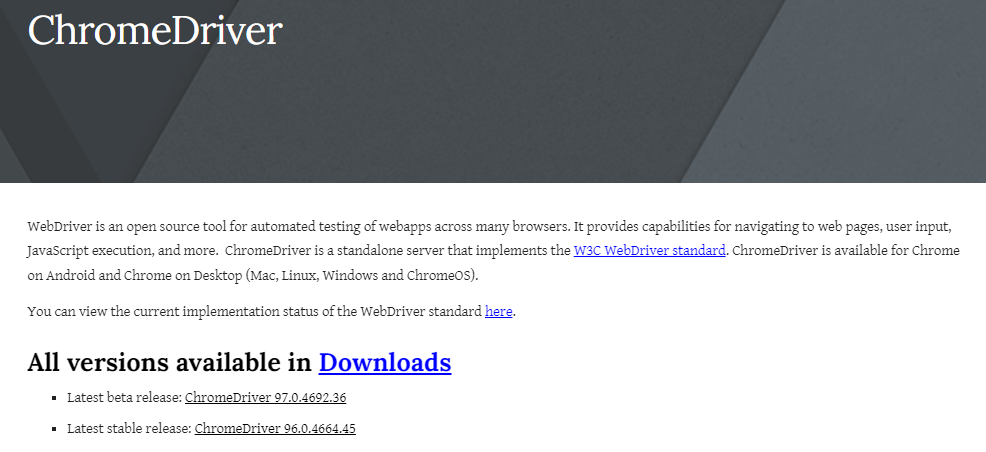 ChromeDriver
WebDriver is an open source tool for automated testing of webapps across many browsers. It provides capabilities for navigating to web pages, user input,
JavaScript execution, and more.  ChromeDriver is a standalone server that implements the W3C WebDriver standard. ChromeDriver is available for Chrome
on Android and Chrome on Desktop (Mac, Linux, Windows and ChromeOS).
You can view the current implementation status of the WebDriver standard here.
All versions available in Downloads
▪ Latest beta release: ChromeDriver 97.0.4692.36
▪ Latest stable release: ChromeDriver 96.0.4664.45